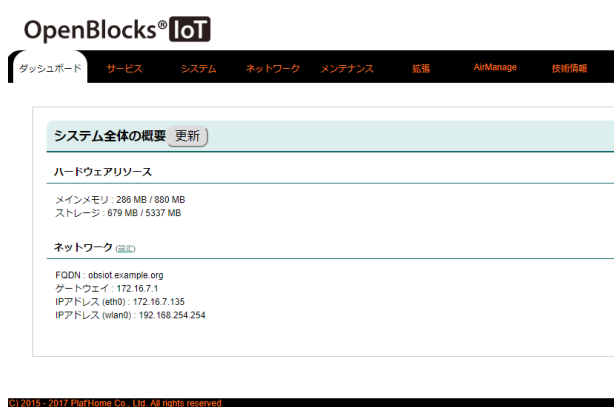 OpenBlocks® IoT
ダッシュボード サービス システム ネットワーク メンテナンス 拡張 AirManage 技術情報
システム全体の概要 更新
ハードウェアリソース
メインメモリ : 286 MB / 880 MB
ストレージ : 679 MB / 5337 MB
ネットワーク (設定)
FQDN : obsiot.example.org
ゲートウェイ : 172.16.7.1
IPアドレス (eth0) : 172.16.7.135
IPアドレス (wlan0) : 192.168.254.254
C) 2015 - 2017 Plat'Home Co., Ltd. All rights reserved.